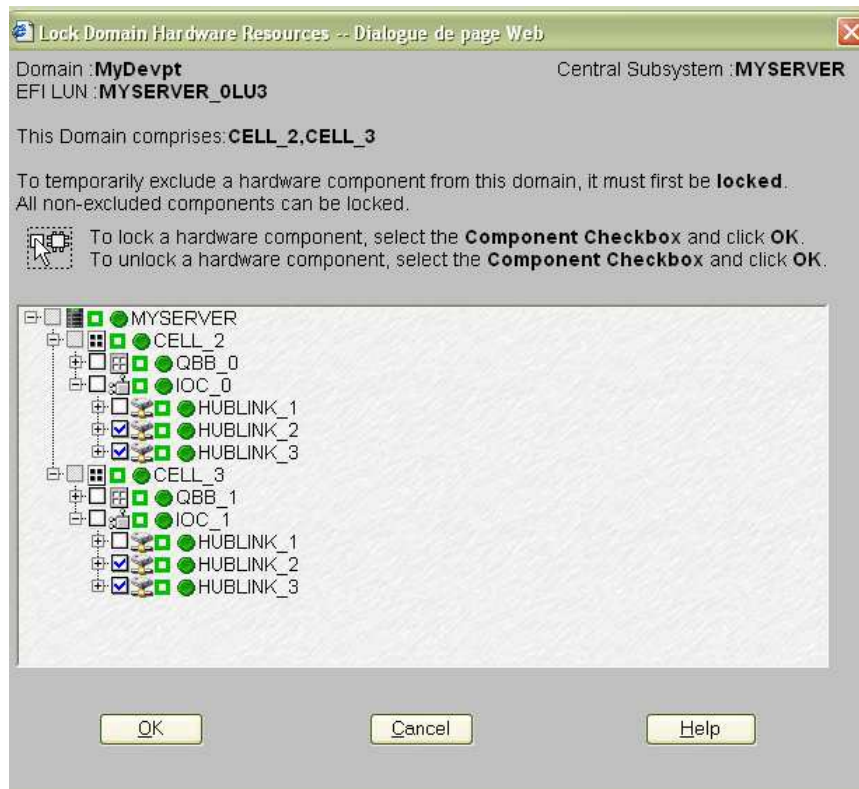 Lock Domain Hardware Resources -- Dialogue de page Web
Domain :MyDevpt Central Subsystem :MYSERVER
EFI LUN :MYSERVER_0LU3
This Domain comprises:CELL_2,CELL_3
To temporarily exclude a hardware component from this domain, it must first be locked.
All non-excluded components can be locked.
To lock a hardware component, select the Component Checkbox and click OK.
To unlock a hardware component, select the Component Checkbox and click OK.
MYSERVER
CELL_2
QBB_0
IOC_0
HUBLINK_1
HUBLINK_2
HUBLINK_3
CELL_3
QBB_1
IOC_1
HUBLINK_1
HUBLINK_2
HUBLINK_3
OK Cancel Help